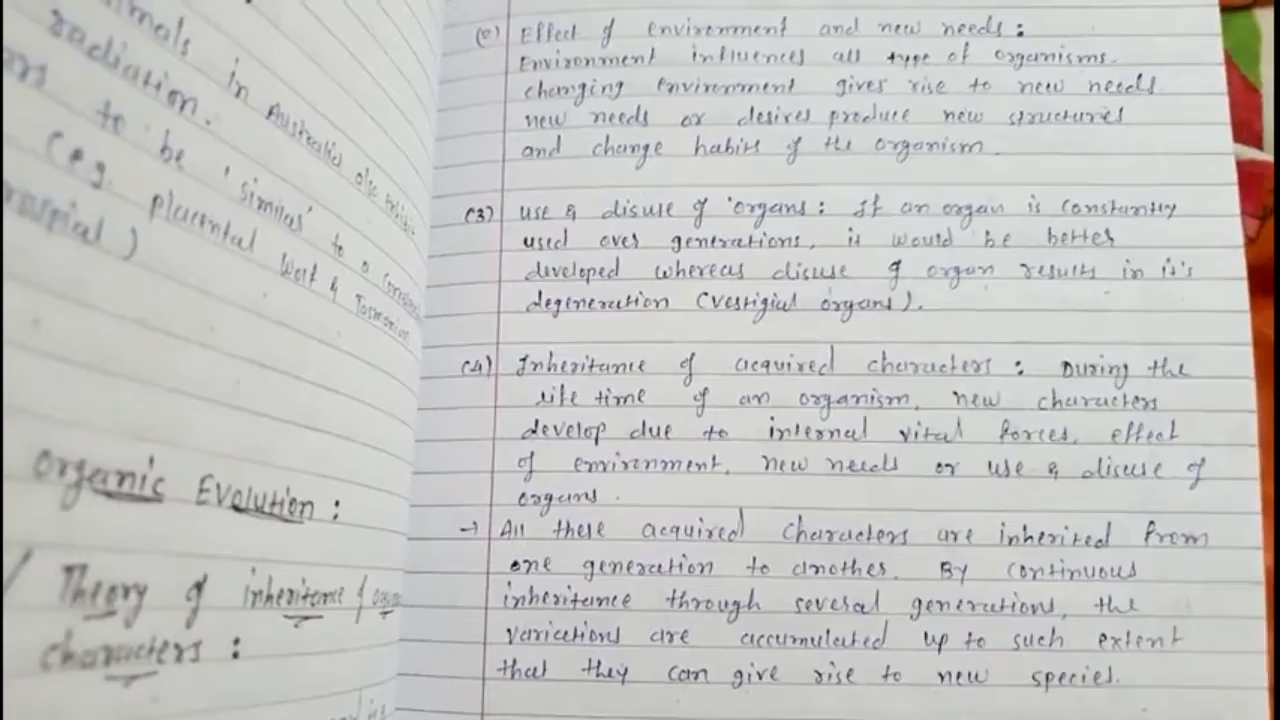 in Australia also
radiation.
to be 'similar' to a
(eg. placental wolf & Tasmanian
Organic Evolution :
Theory of inheritance of
characters :
Effect of environment and new needs :
Environment influences all type of organisms.
changing environment gives rise to new needs.
new needs or desires produce new structures
and change habits of the organism.
(3) use & disuse of organs : If an organ is constantly
used over generations, it would be better
developed whereas disuse of organ results in it's
degeneration (vestigial organs).
(4) Inheritance of acquired characters : During the
life time of an organism, new characters
develop due to internal vital forces, effect
of environment, new needs or use & disuse of
organs.
→ All these acquired characters are inherited from
one generation to another. By continuous
inheritance through several generations, the
variations are accumulated up to such extent
that they can give rise to new species.